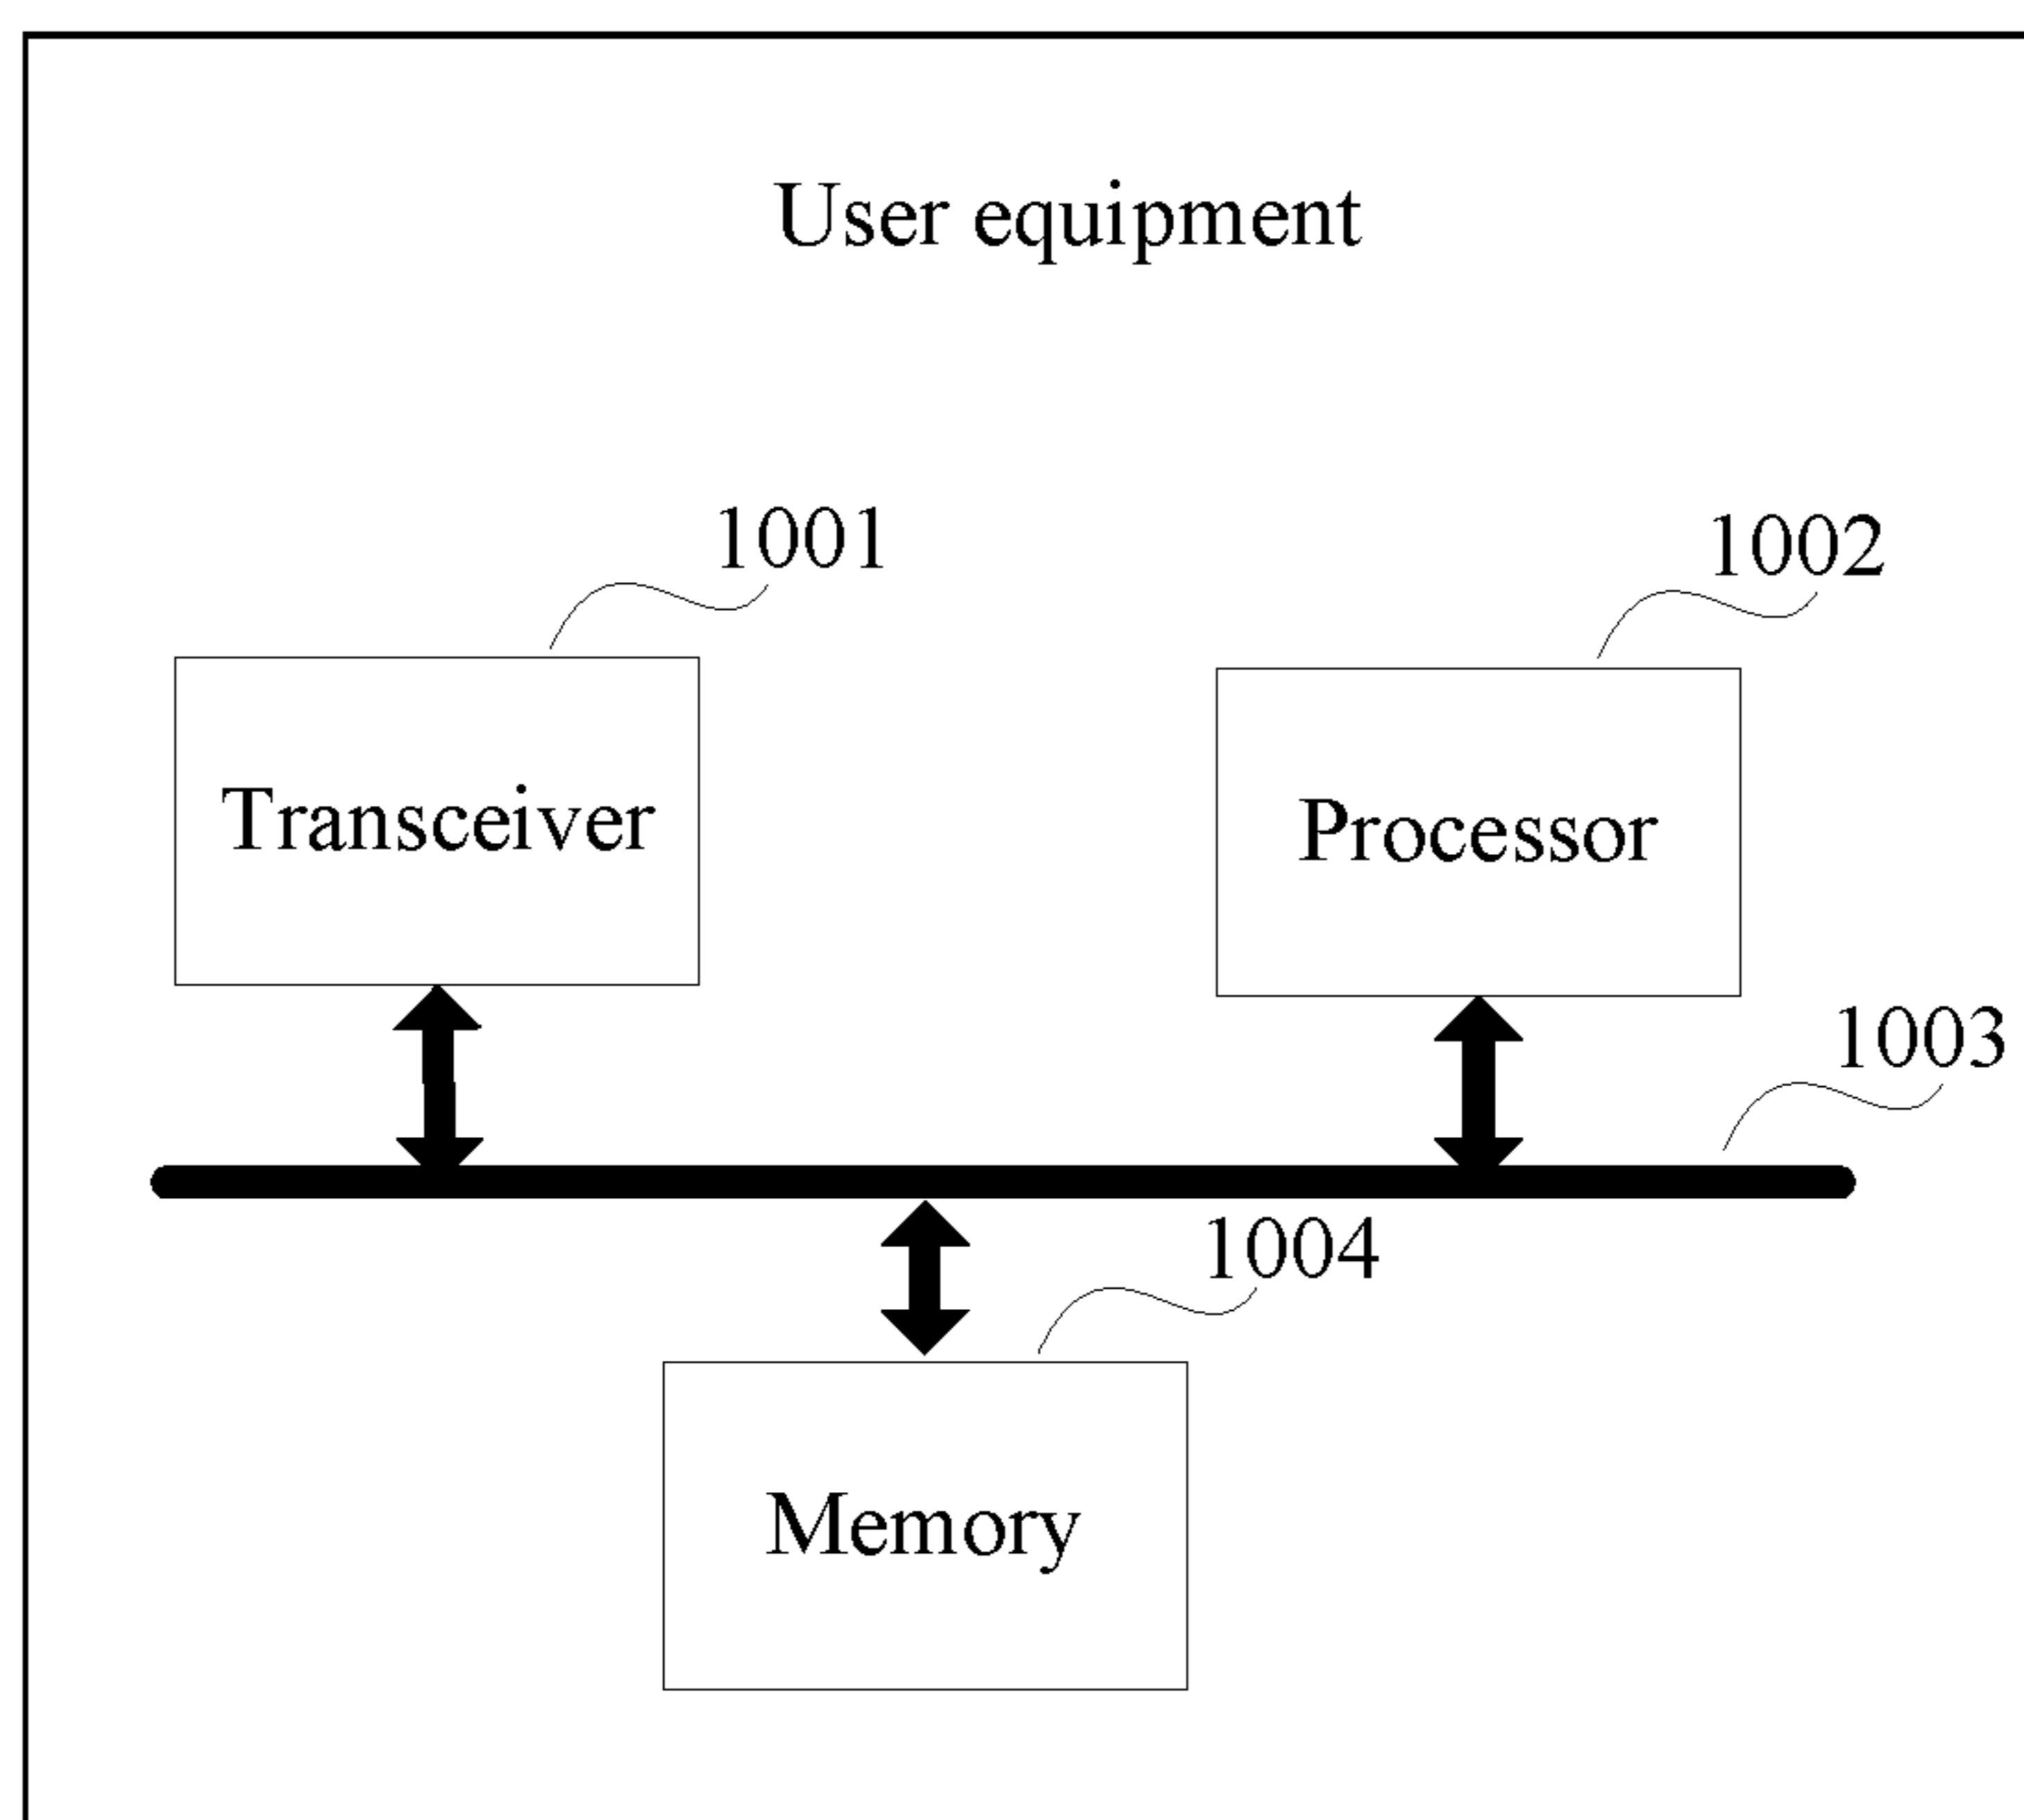 User equipment
1001
1002
Transceiver
Processor
1003
1004
Memory